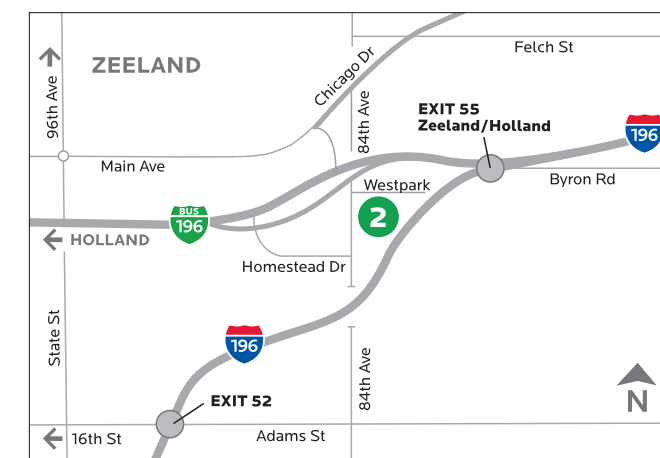 Felch St
ZEELAND
Chicago Dr
96th Ave
84th Ave
EXIT 55
Zeeland/Holland
196
Main Ave
Westpark
Byron Rd
BUS
196
2
HOLLAND
Homestead Dr
State St
196
84th Ave
EXIT 52
N
16th St
Adams St